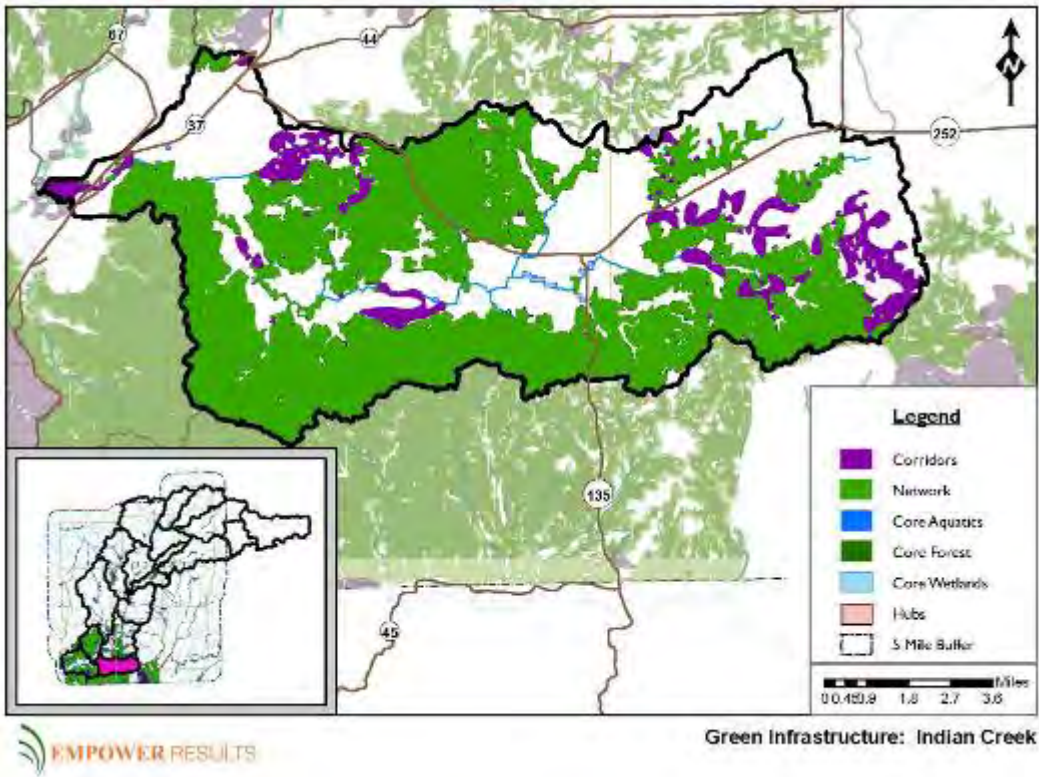 67
44
N
37
252
Legend
Corridors
Network
Core Aquatics
Core Forest
Core Wetlands
Hubs
5 Mile Buffer
135
45
Miles
0 0.45 0.9 1.8 2.7 3.6
EMPOWER RESULTS
Green Infrastructure: Indian Creek